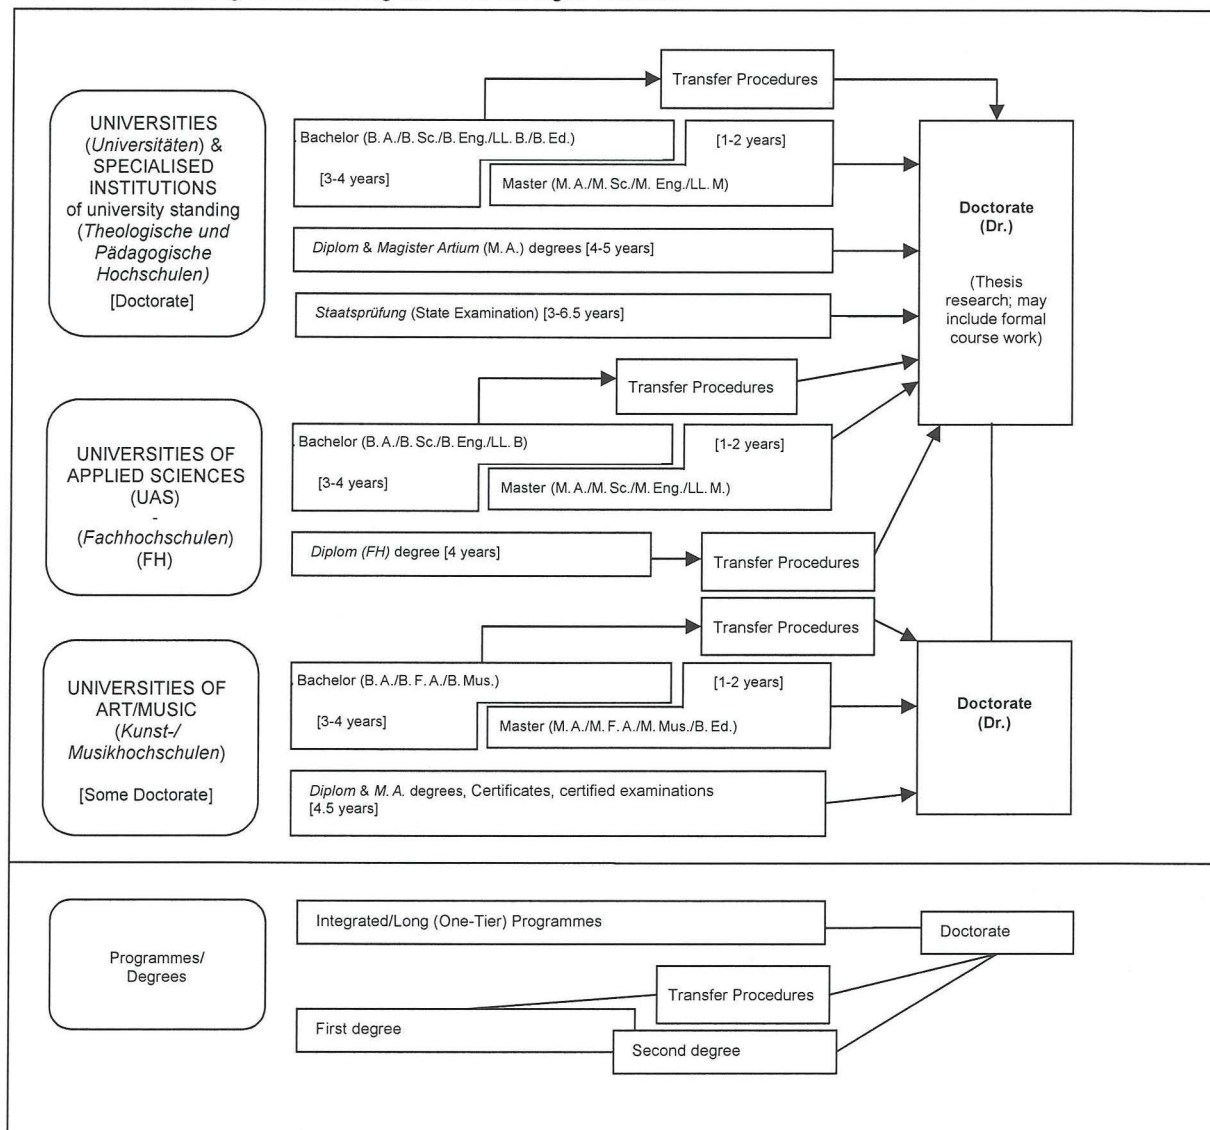 UNIVERSITIES
(Universitäten) &
SPECIALISED
INSTITUTIONS
of university standing
(Theologische und
Pädagogische
Hochschulen)
[Doctorate]
Transfer Procedures
. Bachelor (B. A./B. Sc./B. Eng./LL. B./B. Ed.)
[1-2 years]
[3-4 years]
Master (M. A./M. Sc./M. Eng./LL. M)
Diplom & Magister Artium (M. A.) degrees [4-5 years]
Staatsprüfung (State Examination) [3-6.5 years]
Doctorate
(Dr.)
(Thesis
research; may
include formal
course work)
UNIVERSITIES OF
APPLIED SCIENCES
(UAS)
-
(Fachhochschulen)
(FH)
Transfer Procedures
. Bachelor (B. A./B. Sc./B. Eng./LL. B)
[1-2 years]
[3-4 years]
Master (M. A./M. Sc./M. Eng./LL. M.)
Diplom (FH) degree [4 years]
Transfer Procedures
UNIVERSITIES OF
ART/MUSIC
(Kunst-/
Musikhochschulen)
[Some Doctorate]
Transfer Procedures
. Bachelor (B. A./B. F. A./B. Mus.)
[1-2 years]
[3-4 years]
Master (M. A./M. F. A./M. Mus./B. Ed.)
Diplom & M. A. degrees, Certificates, certified examinations
[4.5 years]
Doctorate
(Dr.)
Programmes/
Degrees
Integrated/Long (One-Tier) Programmes
Doctorate
Transfer Procedures
First degree
Second degree